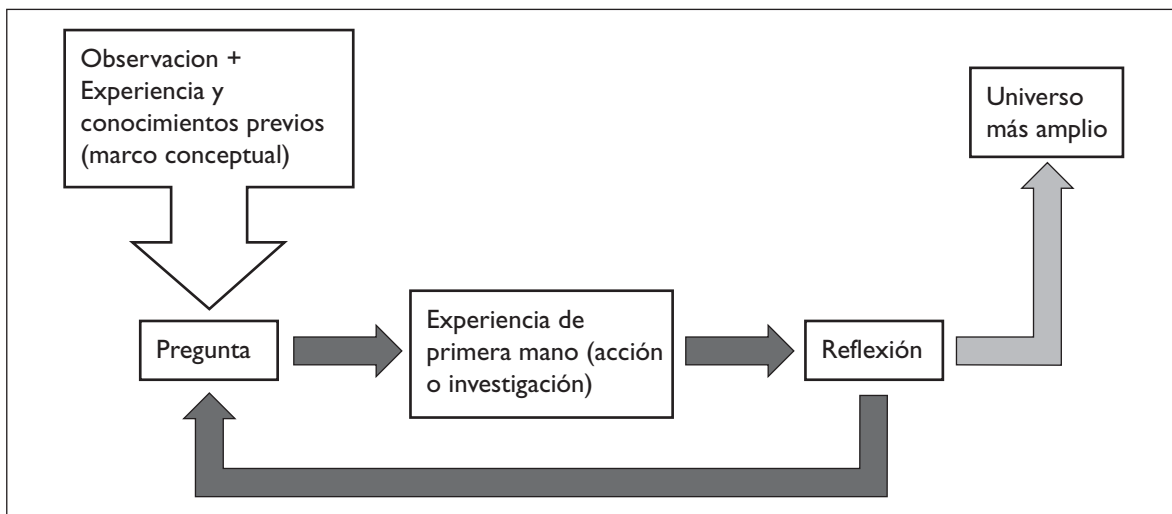 Observacion +
Experiencia y
conocimientos previos
(marco conceptual)
Universo
más amplio
Pregunta
Experiencia de
primera mano (acción
o investigación)
Reflexión